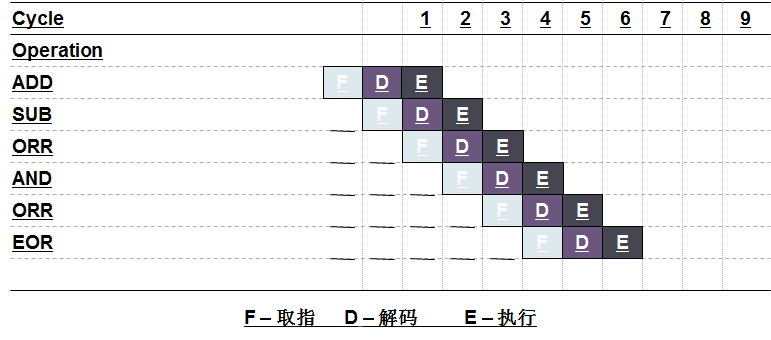 Cycle 1 2 3 4 5 6 7 8 9
Operation
ADD F D E
SUB F D E
ORR F D E
AND F D E
ORR F D E
EOR F D E
F – 取指 D – 解码 E – 执行